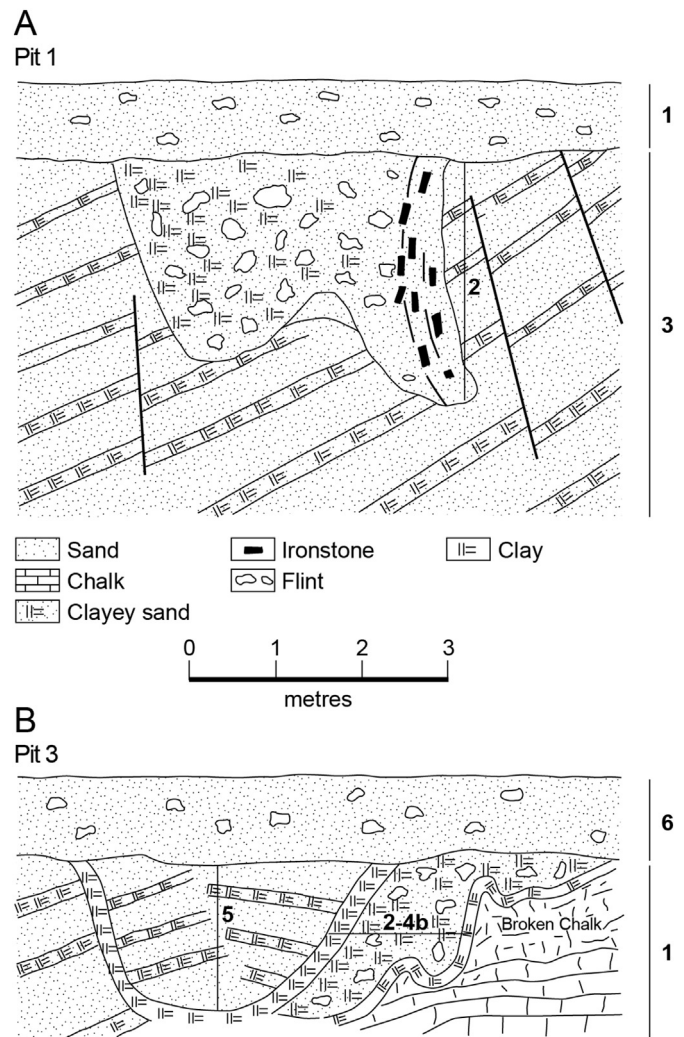 A
Pit 1
1
2
3
Sand
Ironstone
Clay
Chalk
Flint
Clayey sand
0 1 2 3
metres
B
Pit 3
6
5
2-4b
Broken Chalk
1